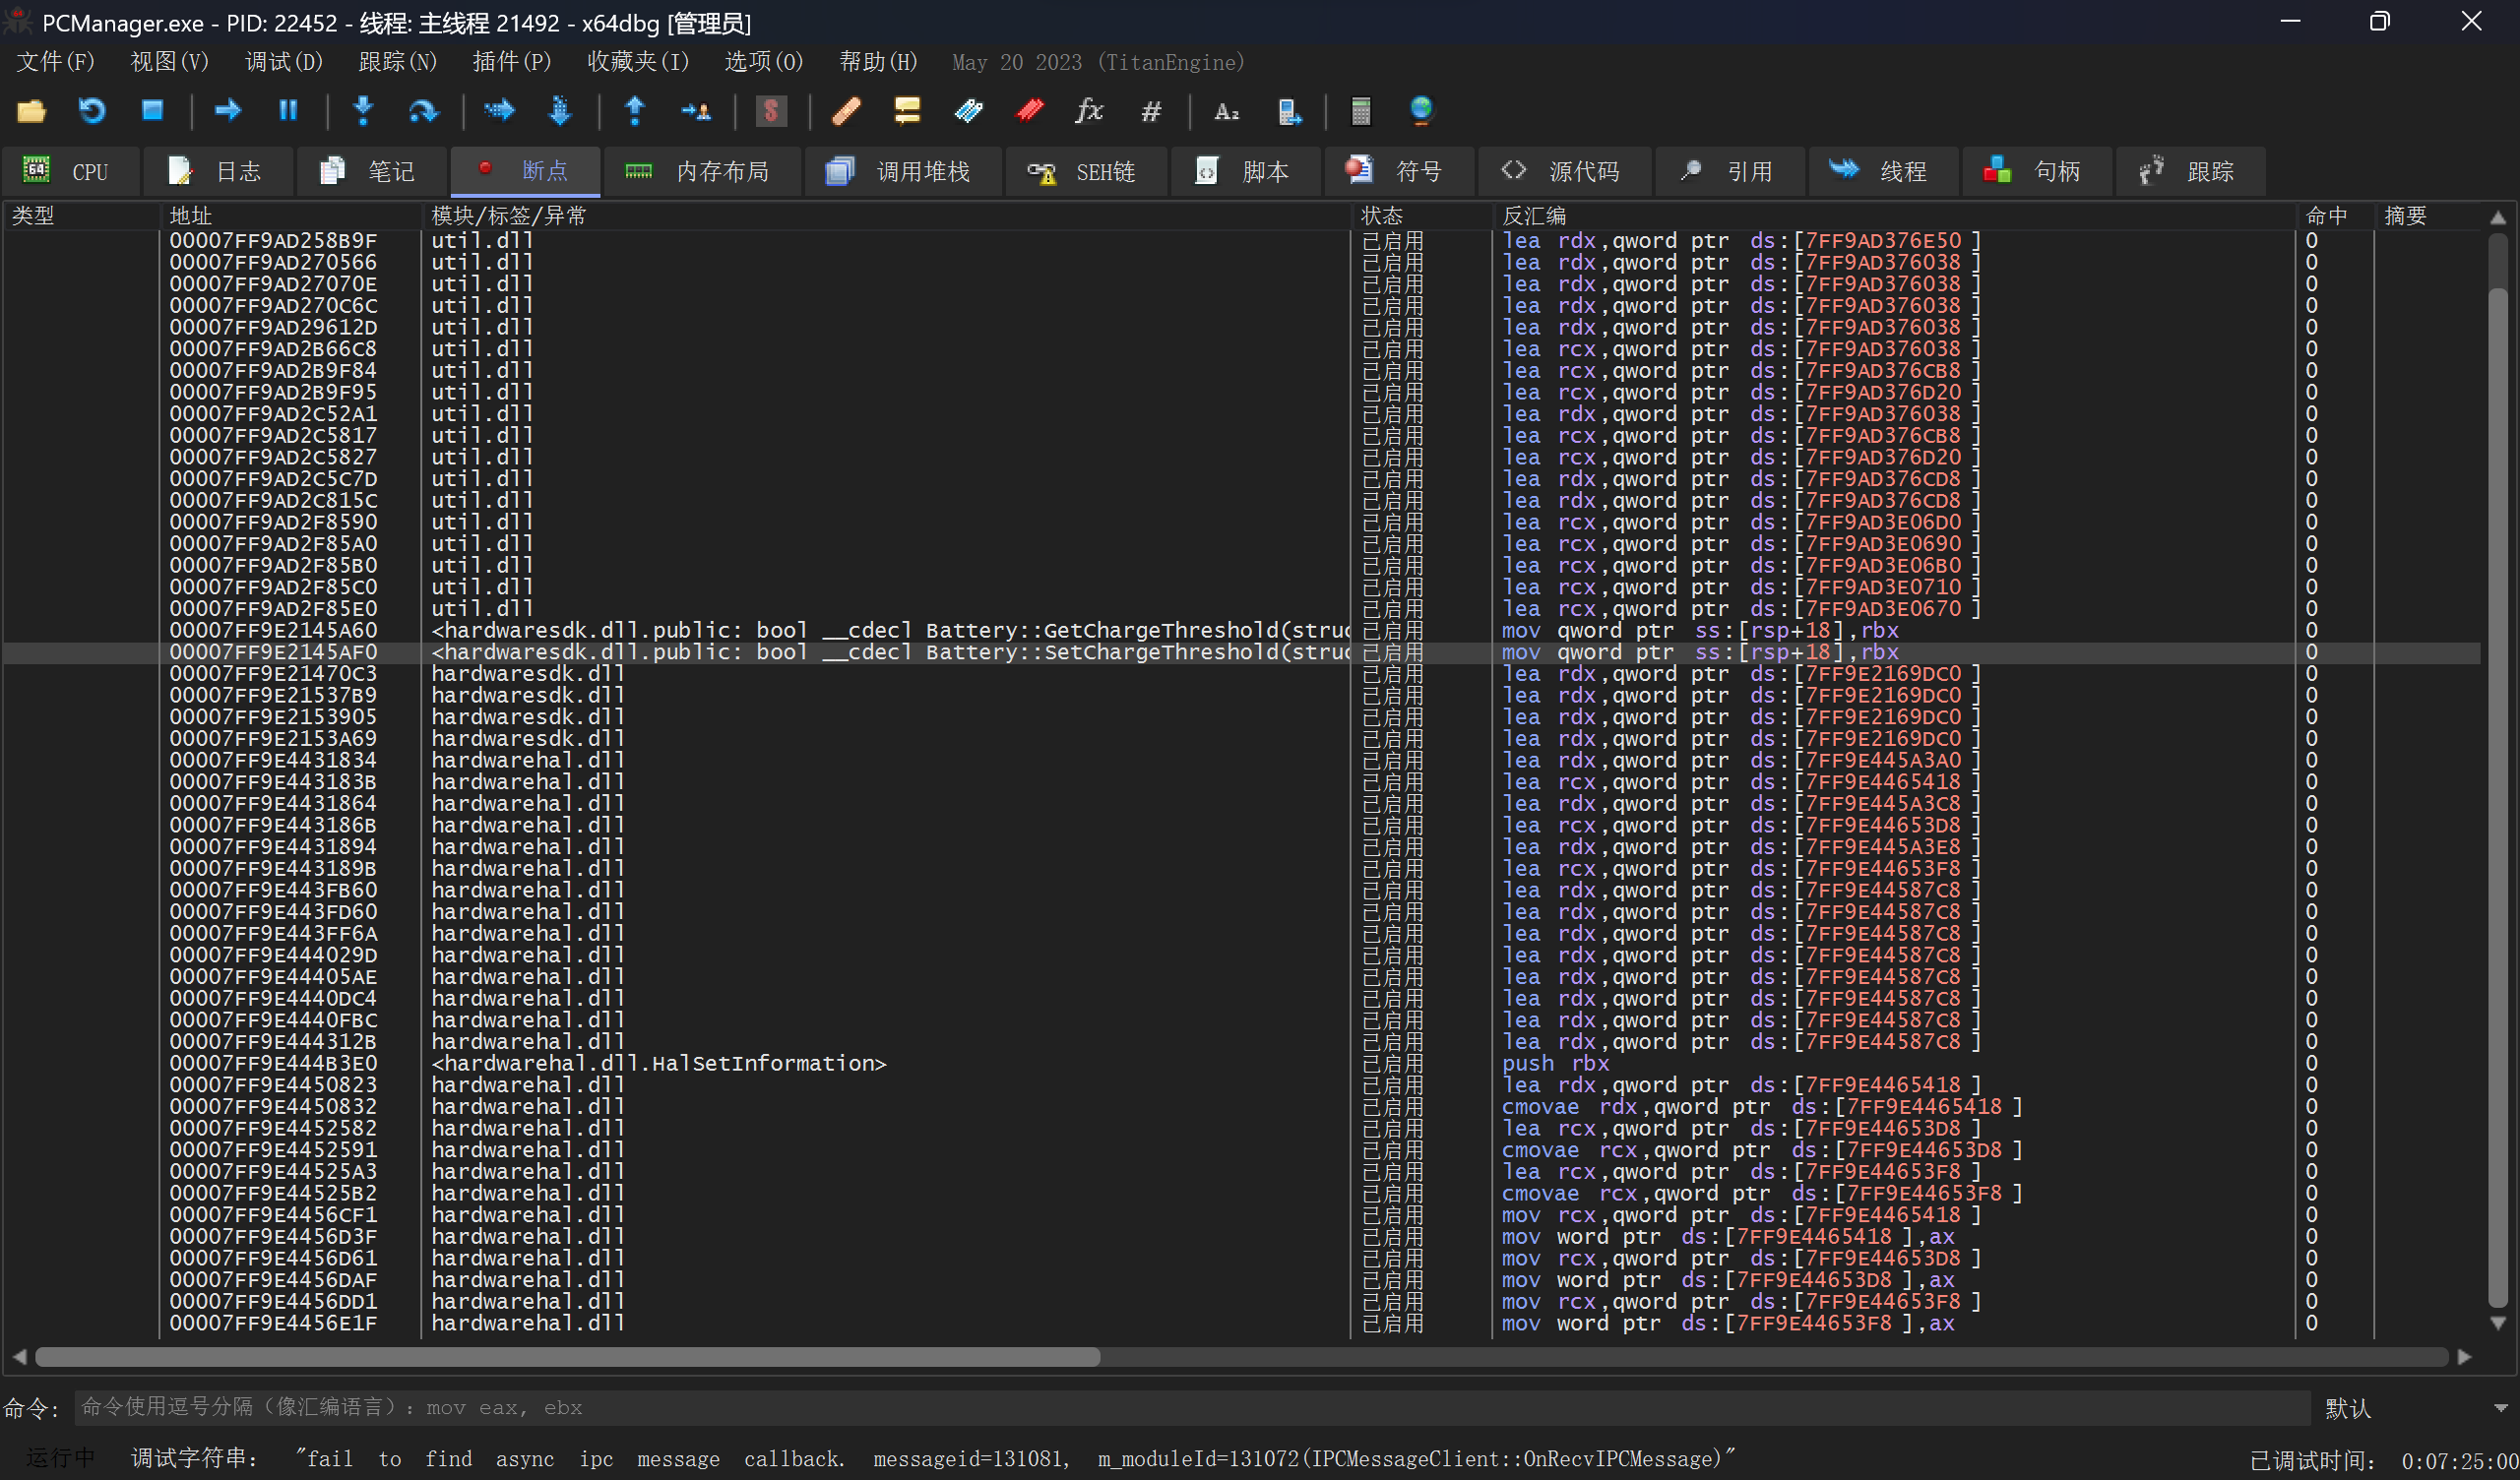 PCManager.exe - PID: 22452 - 线程: 主线程 21492 - x64dbg [管理员]
文件(F) 视图(V) 调试(D) 跟踪(N) 插件(P) 收藏夹(I) 选项(O) 帮助(H) May 20 2023 (TitanEngine)
CPU 日志 笔记 断点 内存布局 调用堆栈 SEH链 脚本 符号 源代码 引用 线程 句柄 跟踪
类型 地址 模块/标签/异常 状态 反汇编 命中 摘要
00007FF9AD258B9F util.dll 已启用 lea rdx,qword ptr ds:[7FF9AD376E50] 0
00007FF9AD270566 util.dll 已启用 lea rdx,qword ptr ds:[7FF9AD376038] 0
00007FF9AD27070E util.dll 已启用 lea rdx,qword ptr ds:[7FF9AD376038] 0
00007FF9AD270C6C util.dll 已启用 lea rdx,qword ptr ds:[7FF9AD376038] 0
00007FF9AD29612D util.dll 已启用 lea rdx,qword ptr ds:[7FF9AD376038] 0
00007FF9AD2B66C8 util.dll 已启用 lea rcx,qword ptr ds:[7FF9AD376038] 0
00007FF9AD2B9F84 util.dll 已启用 lea rcx,qword ptr ds:[7FF9AD376CB8] 0
00007FF9AD2B9F95 util.dll 已启用 lea rcx,qword ptr ds:[7FF9AD376D20] 0
00007FF9AD2C52A1 util.dll 已启用 lea rdx,qword ptr ds:[7FF9AD376038] 0
00007FF9AD2C5817 util.dll 已启用 lea rcx,qword ptr ds:[7FF9AD376CB8] 0
00007FF9AD2C5827 util.dll 已启用 lea rcx,qword ptr ds:[7FF9AD376D20] 0
00007FF9AD2C5C7D util.dll 已启用 lea rdx,qword ptr ds:[7FF9AD376CD8] 0
00007FF9AD2C815C util.dll 已启用 lea rdx,qword ptr ds:[7FF9AD376CD8] 0
00007FF9AD2F8590 util.dll 已启用 lea rcx,qword ptr ds:[7FF9AD3E06D0] 0
00007FF9AD2F85A0 util.dll 已启用 lea rcx,qword ptr ds:[7FF9AD3E0690] 0
00007FF9AD2F85B0 util.dll 已启用 lea rcx,qword ptr ds:[7FF9AD3E06B0] 0
00007FF9AD2F85C0 util.dll 已启用 lea rcx,qword ptr ds:[7FF9AD3E0710] 0
00007FF9AD2F85E0 util.dll 已启用 lea rcx,qword ptr ds:[7FF9AD3E0670] 0
00007FF9E2145A60 <hardwaresdk.dll.public: bool __cdecl Battery::GetChargeThreshold(struc 已启用 mov qword ptr ss:[rsp+18],rbx 0
00007FF9E2145AF0 <hardwaresdk.dll.public: bool __cdecl Battery::SetChargeThreshold(struc 已启用 mov qword ptr ss:[rsp+18],rbx 0
00007FF9E21470C3 hardwaresdk.dll 已启用 lea rdx,qword ptr ds:[7FF9E2169DC0] 0
00007FF9E21537B9 hardwaresdk.dll 已启用 lea rdx,qword ptr ds:[7FF9E2169DC0] 0
00007FF9E2153905 hardwaresdk.dll 已启用 lea rdx,qword ptr ds:[7FF9E2169DC0] 0
00007FF9E2153A69 hardwaresdk.dll 已启用 lea rdx,qword ptr ds:[7FF9E2169DC0] 0
00007FF9E4431834 hardwarehal.dll 已启用 lea rdx,qword ptr ds:[7FF9E445A3A0] 0
00007FF9E443183B hardwarehal.dll 已启用 lea rcx,qword ptr ds:[7FF9E4465418] 0
00007FF9E4431864 hardwarehal.dll 已启用 lea rdx,qword ptr ds:[7FF9E445A3C8] 0
00007FF9E443186B hardwarehal.dll 已启用 lea rcx,qword ptr ds:[7FF9E44653D8] 0
00007FF9E4431894 hardwarehal.dll 已启用 lea rdx,qword ptr ds:[7FF9E445A3E8] 0
00007FF9E443189B hardwarehal.dll 已启用 lea rcx,qword ptr ds:[7FF9E44653F8] 0
00007FF9E443FB60 hardwarehal.dll 已启用 lea rdx,qword ptr ds:[7FF9E44587C8] 0
00007FF9E443FD60 hardwarehal.dll 已启用 lea rdx,qword ptr ds:[7FF9E44587C8] 0
00007FF9E443FF6A hardwarehal.dll 已启用 lea rdx,qword ptr ds:[7FF9E44587C8] 0
00007FF9E444029D hardwarehal.dll 已启用 lea rdx,qword ptr ds:[7FF9E44587C8] 0
00007FF9E44405AE hardwarehal.dll 已启用 lea rdx,qword ptr ds:[7FF9E44587C8] 0
00007FF9E4440DC4 hardwarehal.dll 已启用 lea rdx,qword ptr ds:[7FF9E44587C8] 0
00007FF9E4440FBC hardwarehal.dll 已启用 lea rdx,qword ptr ds:[7FF9E44587C8] 0
00007FF9E444312B hardwarehal.dll 已启用 lea rdx,qword ptr ds:[7FF9E44587C8] 0
00007FF9E444B3E0 <hardwarehal.dll.HalSetInformation> 已启用 push rbx 0
00007FF9E4450823 hardwarehal.dll 已启用 lea rdx,qword ptr ds:[7FF9E4465418] 0
00007FF9E4450832 hardwarehal.dll 已启用 cmovae rdx,qword ptr ds:[7FF9E4465418] 0
00007FF9E4452582 hardwarehal.dll 已启用 lea rcx,qword ptr ds:[7FF9E44653D8] 0
00007FF9E4452591 hardwarehal.dll 已启用 cmovae rcx,qword ptr ds:[7FF9E44653D8] 0
00007FF9E44525A3 hardwarehal.dll 已启用 lea rcx,qword ptr ds:[7FF9E44653F8] 0
00007FF9E44525B2 hardwarehal.dll 已启用 cmovae rcx,qword ptr ds:[7FF9E44653F8] 0
00007FF9E4456CF1 hardwarehal.dll 已启用 mov rcx,qword ptr ds:[7FF9E4465418] 0
00007FF9E4456D3F hardwarehal.dll 已启用 mov word ptr ds:[7FF9E4465418],ax 0
00007FF9E4456D61 hardwarehal.dll 已启用 mov rcx,qword ptr ds:[7FF9E44653D8] 0
00007FF9E4456DAF hardwarehal.dll 已启用 mov word ptr ds:[7FF9E44653D8],ax 0
00007FF9E4456DD1 hardwarehal.dll 已启用 mov rcx,qword ptr ds:[7FF9E44653F8] 0
00007FF9E4456E1F hardwarehal.dll 已启用 mov word ptr ds:[7FF9E44653F8],ax 0
命令: 命令使用逗号分隔（像汇编语言）: mov eax, ebx 默认
运行中 调试字符串: "fail to find async ipc message callback. messageid=131081, m_moduleId=131072(IPCMessageClient::OnRecvIPCMessage)" 已调试时间: 0:07:25:00